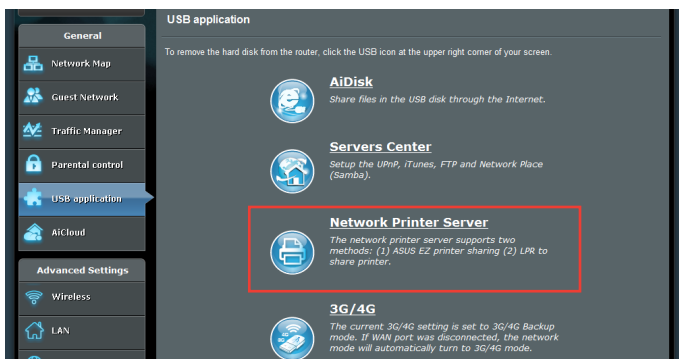 USB application
General
To remove the hard disk from the router, click the USB icon at the upper right corner of your screen.
Network Map
AiDisk
Share files in the USB disk through the Internet.
Guest Network
Traffic Manager
Servers Center
Setup the UPnP, iTunes, FTP and Network Place
(Samba).
Parental control
USB application
Network Printer Server
The network printer server supports two
methods: (1) ASUS EZ printer sharing (2) LPR to
share printer.
AiCloud
Advanced Settings
Wireless
3G/4G
The current 3G/4G setting is set to 3G/4G Backup
mode. If WAN port was disconnected, the network
mode will automatically turn to 3G/4G mode.
LAN